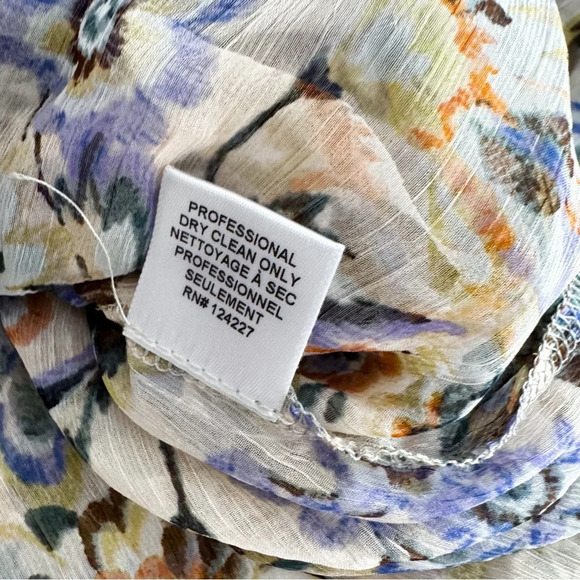 PROFESSIONAL
DRY CLEAN ONLY
NETTOYAGE À SEC
PROFESSIONNEL
SEULEMENT
RN# 124227